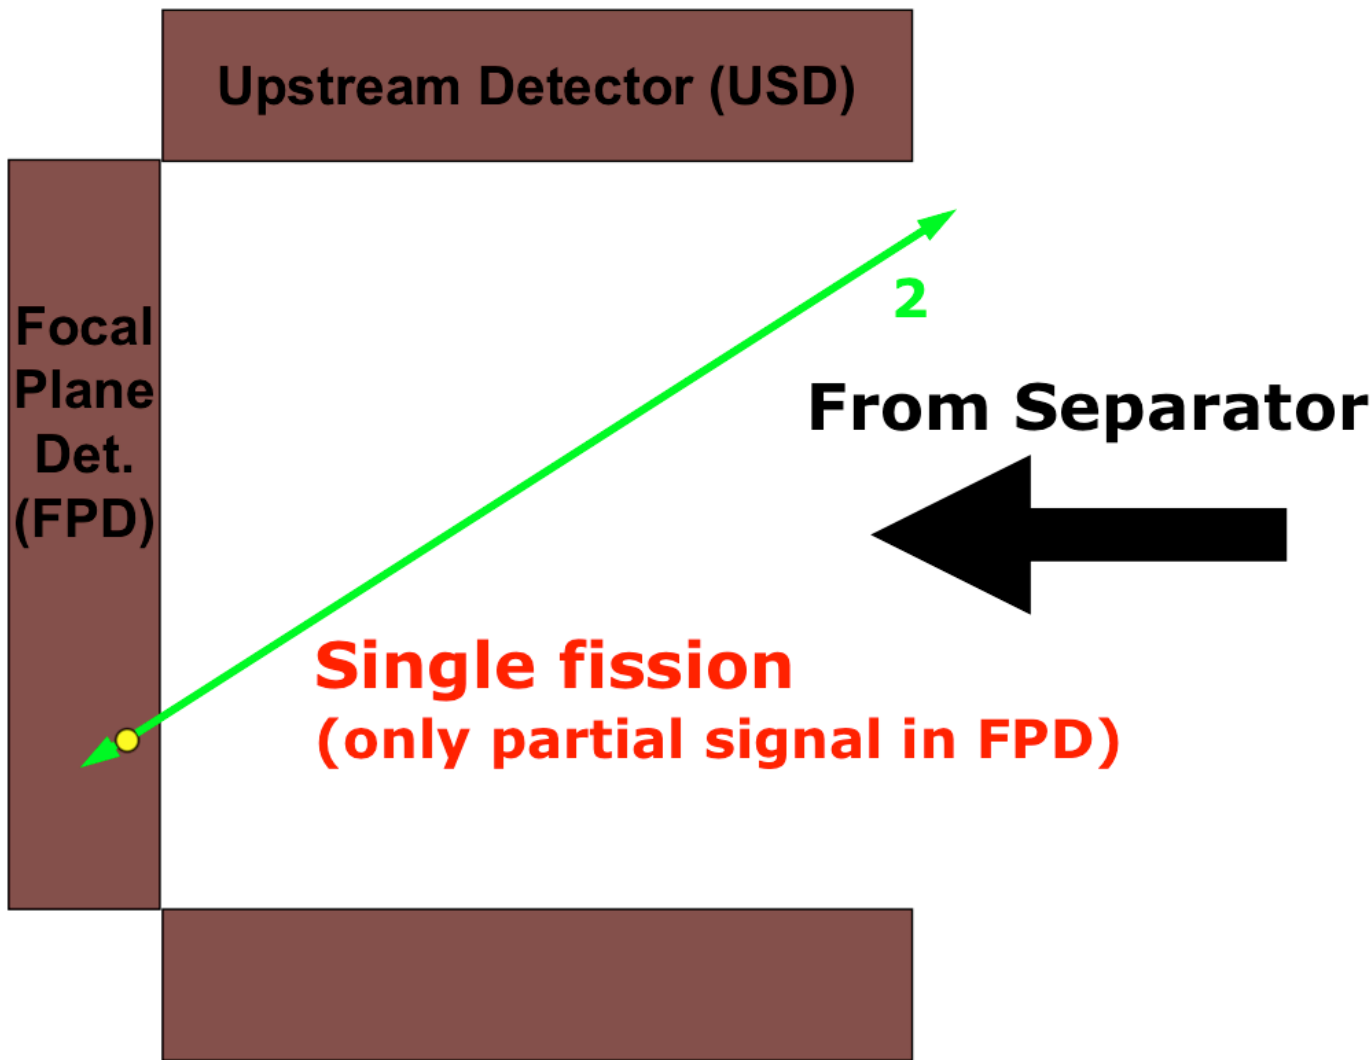 Upstream Detector (USD)
Focal
Plane
Det.
(FPD)
2
From Separator
Single fission
(only partial signal in FPD)